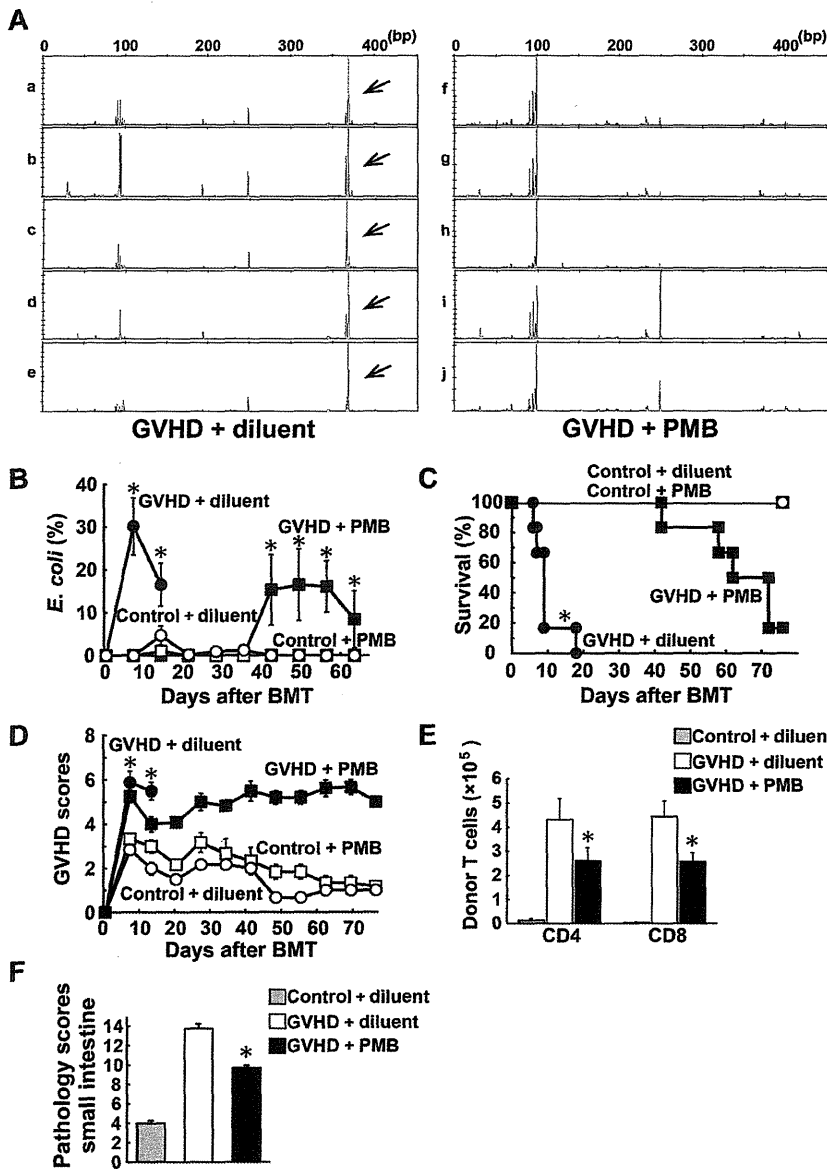 A
0 100 200 300 400 (bp)
0 100 200 300 400 (bp)
a
b
c
d
e
f
g
h
i
j
GVHD + diluent
GVHD + PMB
B
E. coli (%)
40
30
20
10
0
*
GVHD + diluent
*
GVHD + PMB
* * * *
Control + diluent
Control + PMB
0 10 20 30 40 50 60
Days after BMT
C
Survival (%)
100
80
60
40
20
0
Control + diluent
Control + PMB
GVHD + PMB
*
GVHD + diluent
0 10 20 30 40 50 60 70
Days after BMT
D
GVHD scores
8
6
4
2
0
GVHD + diluent
* *
GVHD + PMB
Control + PMB
Control + diluent
0 10 20 30 40 50 60 70
Days after BMT
E
Donor T cells (×10⁵)
6
5
4
3
2
1
0
Control + diluen
GVHD + diluent
GVHD + PMB
* *
CD4 CD8
F
Pathology scores
small intestine
14
12
10
8
6
4
2
0
Control + diluent
GVHD + diluent
GVHD + PMB
*